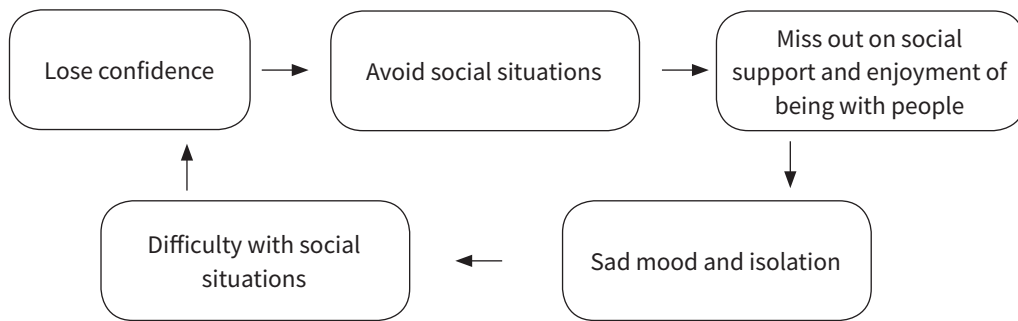 Lose confidence
Avoid social situations
Miss out on social
support and enjoyment of
being with people
Difficulty with social
situations
Sad mood and isolation